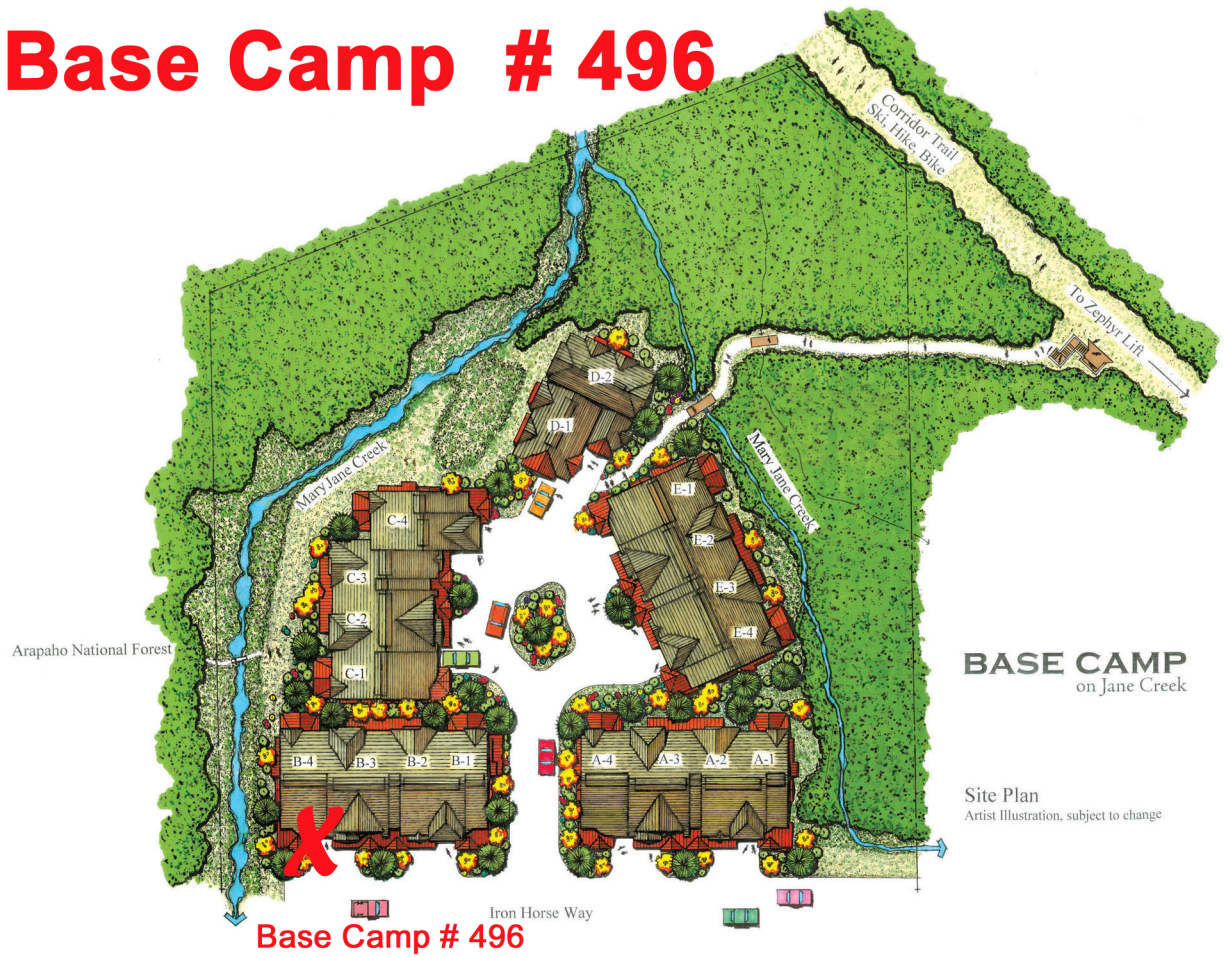 Base Camp # 496
Corridor Trail
Ski, Hike, Bike
To Zephyr Lift
D-2
D-1
Mary Jane Creek
Mary Jane Creek
E-1
C-4
E-2
C-3
E-3
C-2
E-4
Arapaho National Forest
C-1
BASE CAMP
on Jane Creek
B-4
B-3
B-2
B-1
A-4
A-3
A-2
A-1
Site Plan
Artist Illustration, subject to change
X
Iron Horse Way
Base Camp # 496